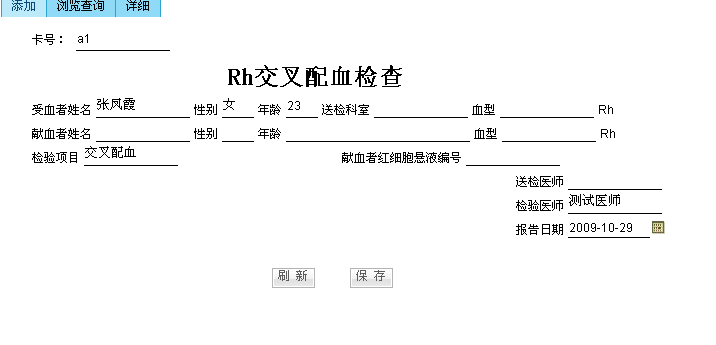 添加 浏览查询 详细
卡号： a1
Rh交叉配血检查
受血者姓名 张凤霞 性别 女 年龄 23 送检科室 血型 Rh
献血者姓名 性别 年龄 血型 Rh
检验项目 交叉配血 献血者红细胞悬液编号
送检医师
检验医师 测试医师
报告日期 2009-10-29
刷 新 保 存